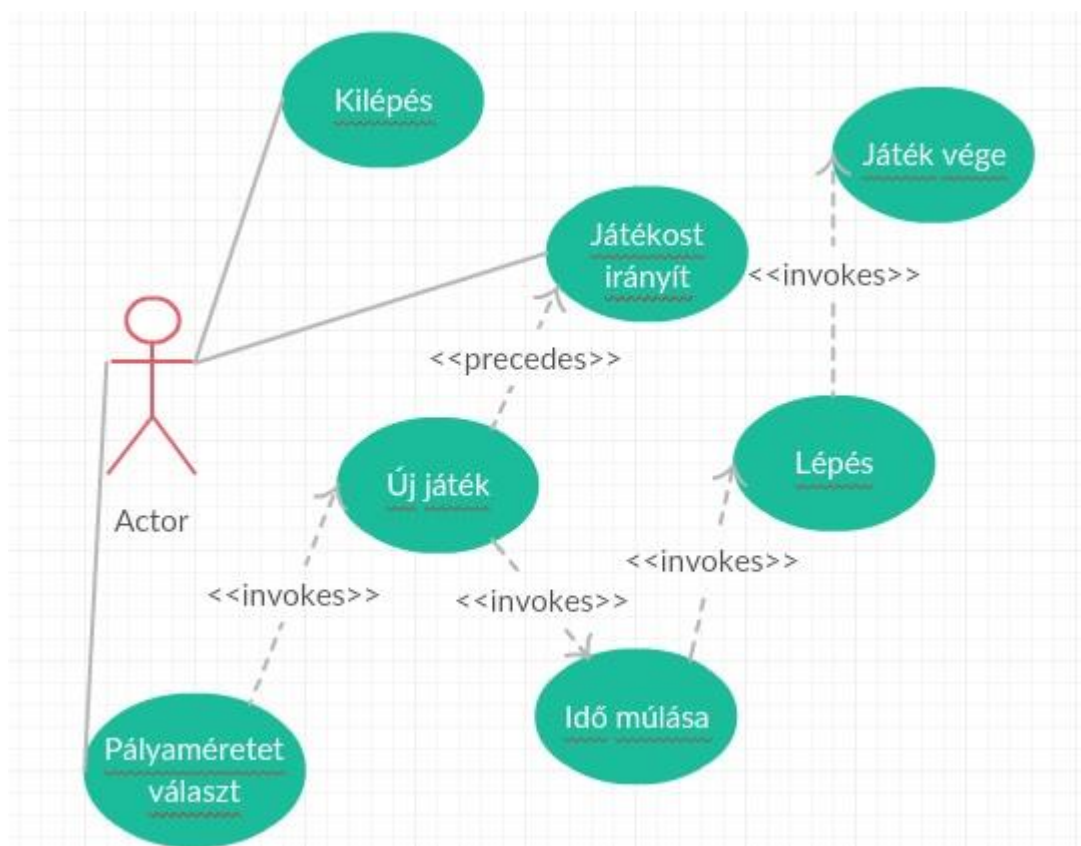 Kilépés
Játék vége
Játékost
irányít
<<invokes>>
<<precedes>>
Lépés
Új játék
Actor
<<invokes>>
<<invokes>>
<<invokes>>
Idő múlása
Pályaméretet
választ